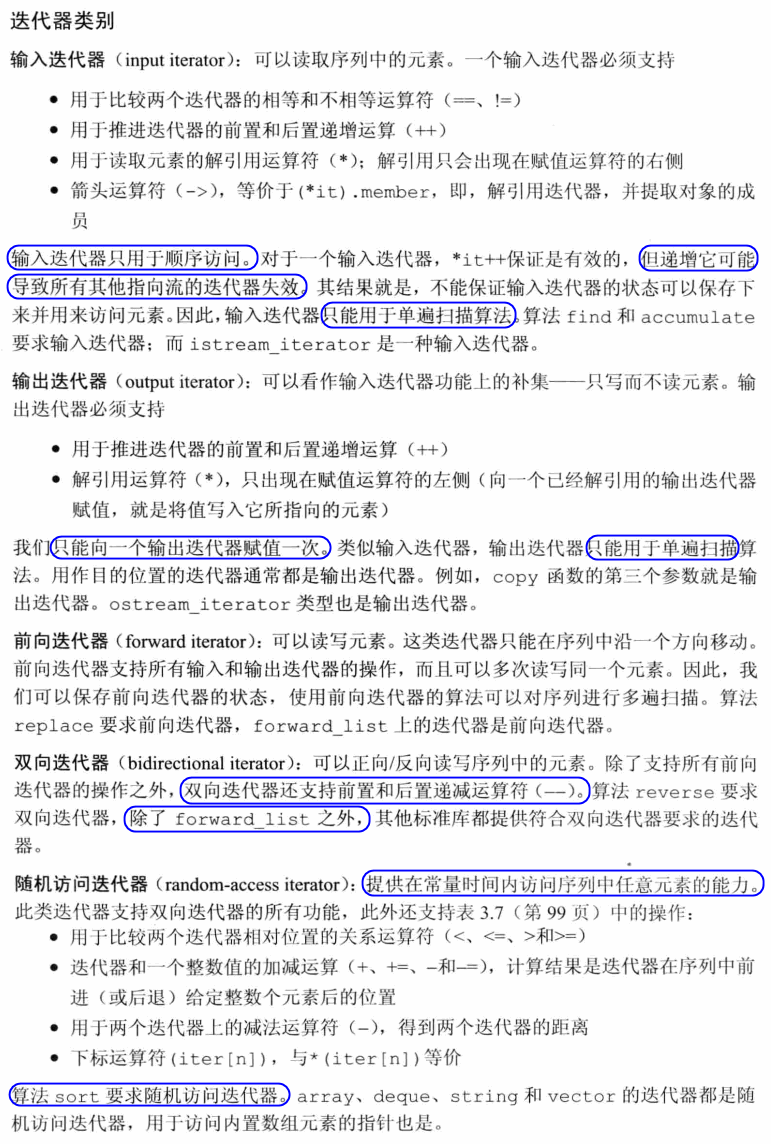 迭代器类别
输入迭代器（input iterator）：可以读取序列中的元素。一个输入迭代器必须支持
● 用于比较两个迭代器的相等和不相等运算符（==、!=）
● 用于推进迭代器的前置和后置递增运算（++）
● 用于读取元素的解引用运算符（*）；解引用只会出现在赋值运算符的右侧
● 箭头运算符（->），等价于(*it).member，即，解引用迭代器，并提取对象的成
员
输入迭代器只用于顺序访问。对于一个输入迭代器，*it++保证是有效的，但递增它可能
导致所有其他指向流的迭代器失效。其结果就是，不能保证输入迭代器的状态可以保存下
来并用来访问元素。因此，输入迭代器只能用于单遍扫描算法。算法 find 和 accumulate
要求输入迭代器；而 istream_iterator 是一种输入迭代器。
输出迭代器（output iterator）：可以看作输入迭代器功能上的补集——只写而不读元素。输
出迭代器必须支持
● 用于推进迭代器的前置和后置递增运算（++）
● 解引用运算符（*），只出现在赋值运算符的左侧（向一个已经解引用的输出迭代器
赋值，就是将值写入它所指向的元素）
我们只能向一个输出迭代器赋值一次。类似输入迭代器，输出迭代器只能用于单遍扫描算
法。用作目的位置的迭代器通常都是输出迭代器。例如，copy 函数的第三个参数就是输
出迭代器。ostream_iterator 类型也是输出迭代器。
前向迭代器（forward iterator）：可以读写元素。这类迭代器只能在序列中沿一个方向移动。
前向迭代器支持所有输入和输出迭代器的操作，而且可以多次读写同一个元素。因此，我
们可以保存前向迭代器的状态，使用前向迭代器的算法可以对序列进行多遍扫描。算法
replace 要求前向迭代器，forward_list 上的迭代器是前向迭代器。
双向迭代器（bidirectional iterator）：可以正向/反向读写序列中的元素。除了支持所有前向
迭代器的操作之外，双向迭代器还支持前置和后置递减运算符（--）。算法 reverse 要求
双向迭代器，除了 forward_list 之外，其他标准库都提供符合双向迭代器要求的迭代
器。
随机访问迭代器（random-access iterator）：提供在常量时间内访问序列中任意元素的能力。
此类迭代器支持双向迭代器的所有功能，此外还支持表 3.7（第 99 页）中的操作：
● 用于比较两个迭代器相对位置的关系运算符（<、<=、>和>=）
● 迭代器和一个整数值的加减运算（+、+=、-和-=），计算结果是迭代器在序列中前
进（或后退）给定整数个元素后的位置
● 用于两个迭代器上的减法运算符（-），得到两个迭代器的距离
● 下标运算符(iter[n])，与*(iter[n])等价
算法 sort 要求随机访问迭代器。array、deque、string 和 vector 的迭代器都是随
机访问迭代器，用于访问内置数组元素的指针也是。